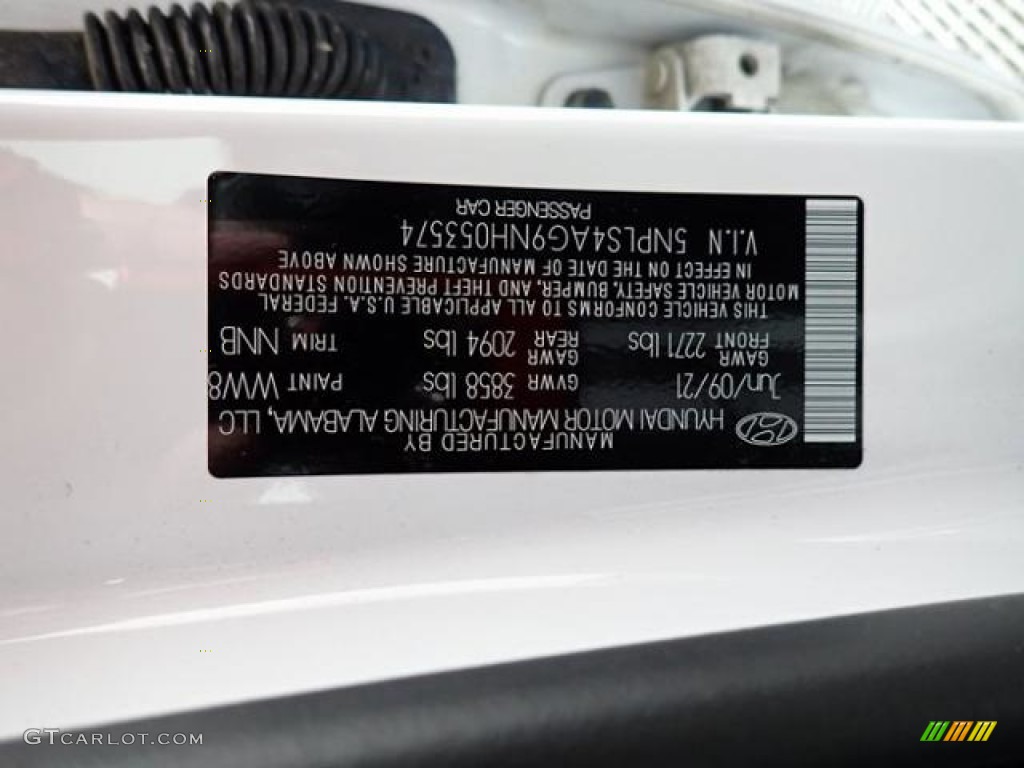 MANUFACTURED BY
HYUNDAI MOTOR MANUFACTURING ALABAMA, LLC
Jun/09/21 GVWR 3858 lbs PAINT WW8
GAWR FRONT 2271 lbs GAWR REAR 2094 lbs TRIM NNB
THIS VEHICLE CONFORMS TO ALL APPLICABLE U.S.A. FEDERAL
MOTOR VEHICLE SAFETY, BUMPER, AND THEFT PREVENTION STANDARDS
IN EFFECT ON THE DATE OF MANUFACTURE SHOWN ABOVE
V.I.N 5NPLS4AG9NH053574
PASSENGER CAR
GTCARLOT.COM